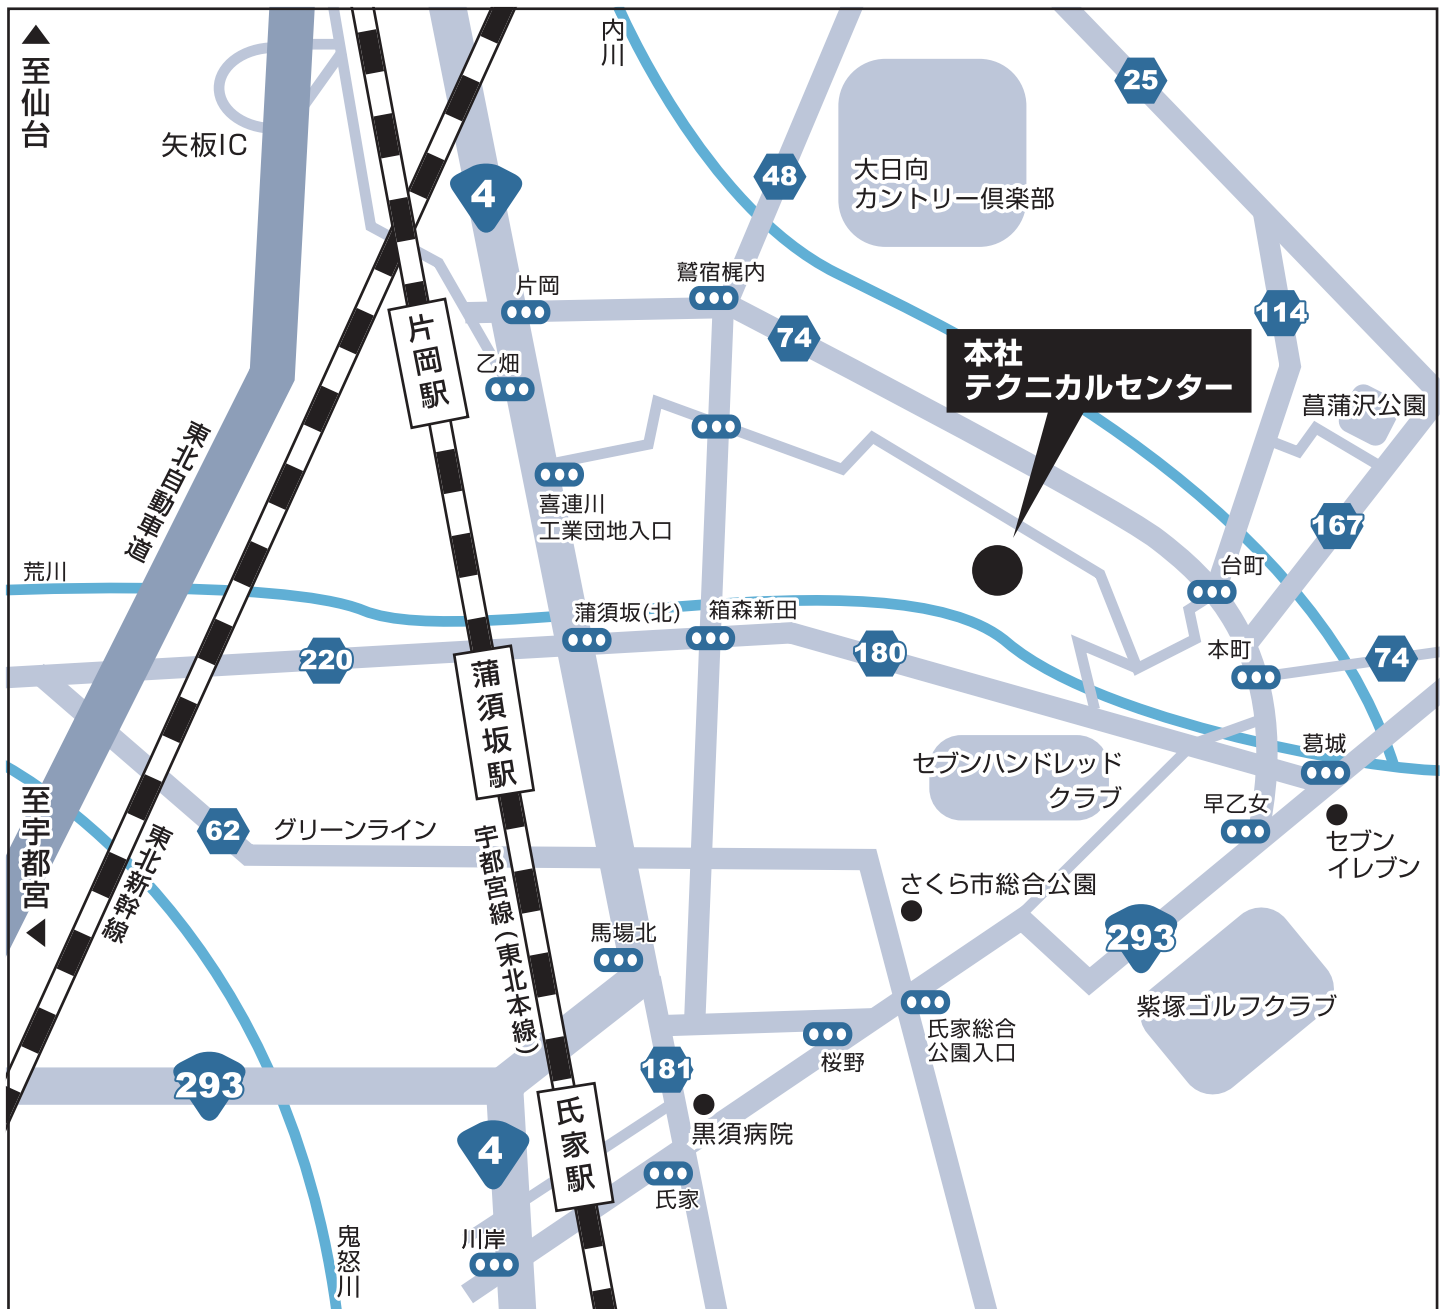 至仙台
矢板IC
内川
4
48
25
大日向
カントリー倶楽部
片岡
鷲宿梶内
74
114
本社
テクニカルセンター
片岡駅
乙畑
菖蒲沢公園
東北自動車道
喜連川
工業団地入口
167
荒川
台町
蒲須坂(北)
箱森新田
220
180
本町
74
蒲須坂駅
葛城
セブンハンドレッド
クラブ
至宇都宮
62
グリーンライン
早乙女
セブン
イレブン
東北新幹線
宇都宮線(東北本線)
さくら市総合公園
馬場北
293
紫塚ゴルフクラブ
氏家総合
公園入口
桜野
293
181
黒須病院
4
氏家駅
氏家
川岸
鬼怒川